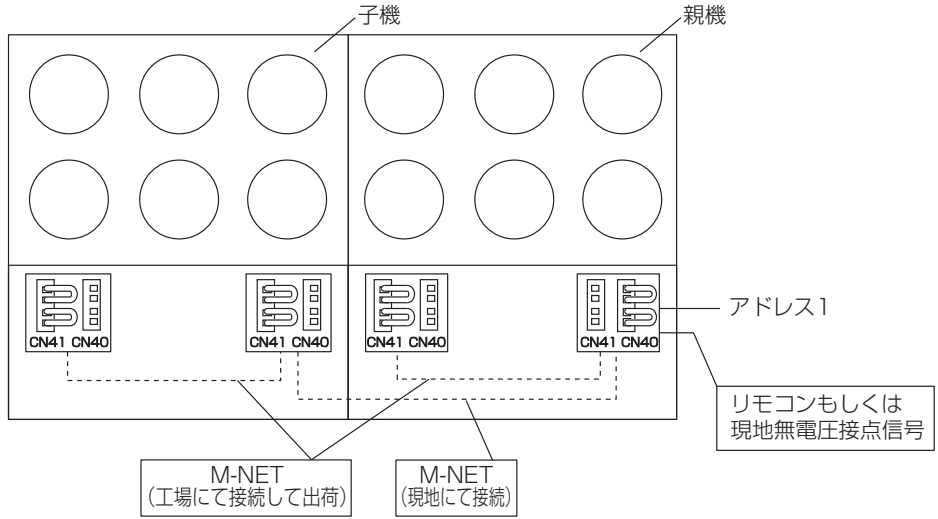 子機
親機
CN41 CN40
CN41 CN40
CN41 CN40
CN41 CN40
アドレス1
リモコンもしくは
現地無電圧接点信号
M-NET
(工場にて接続して出荷)
M-NET
(現地にて接続)